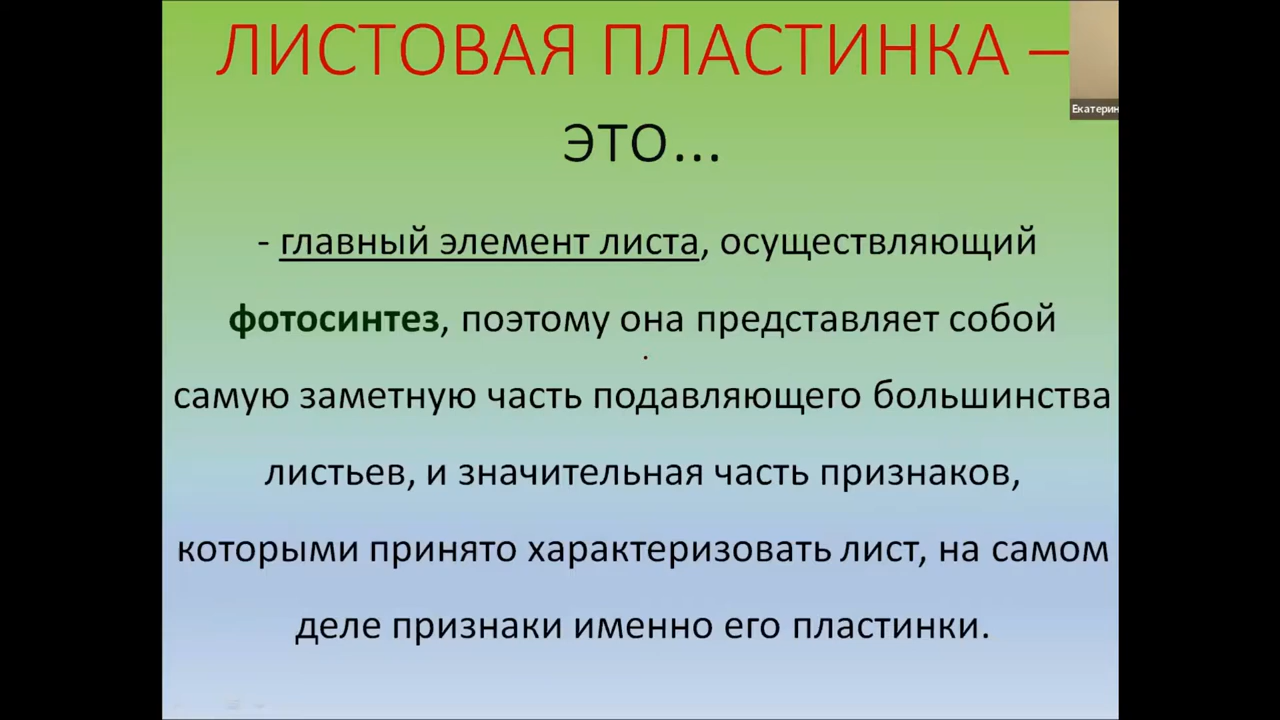 ЛИСТОВАЯ ПЛАСТИНКА –
Екатерин
ЭТО...
- главный элемент листа, осуществляющий
фотосинтез, поэтому она представляет собой
самую заметную часть подавляющего большинства
листьев, и значительная часть признаков,
которыми принято характеризовать лист, на самом
деле признаки именно его пластинки.